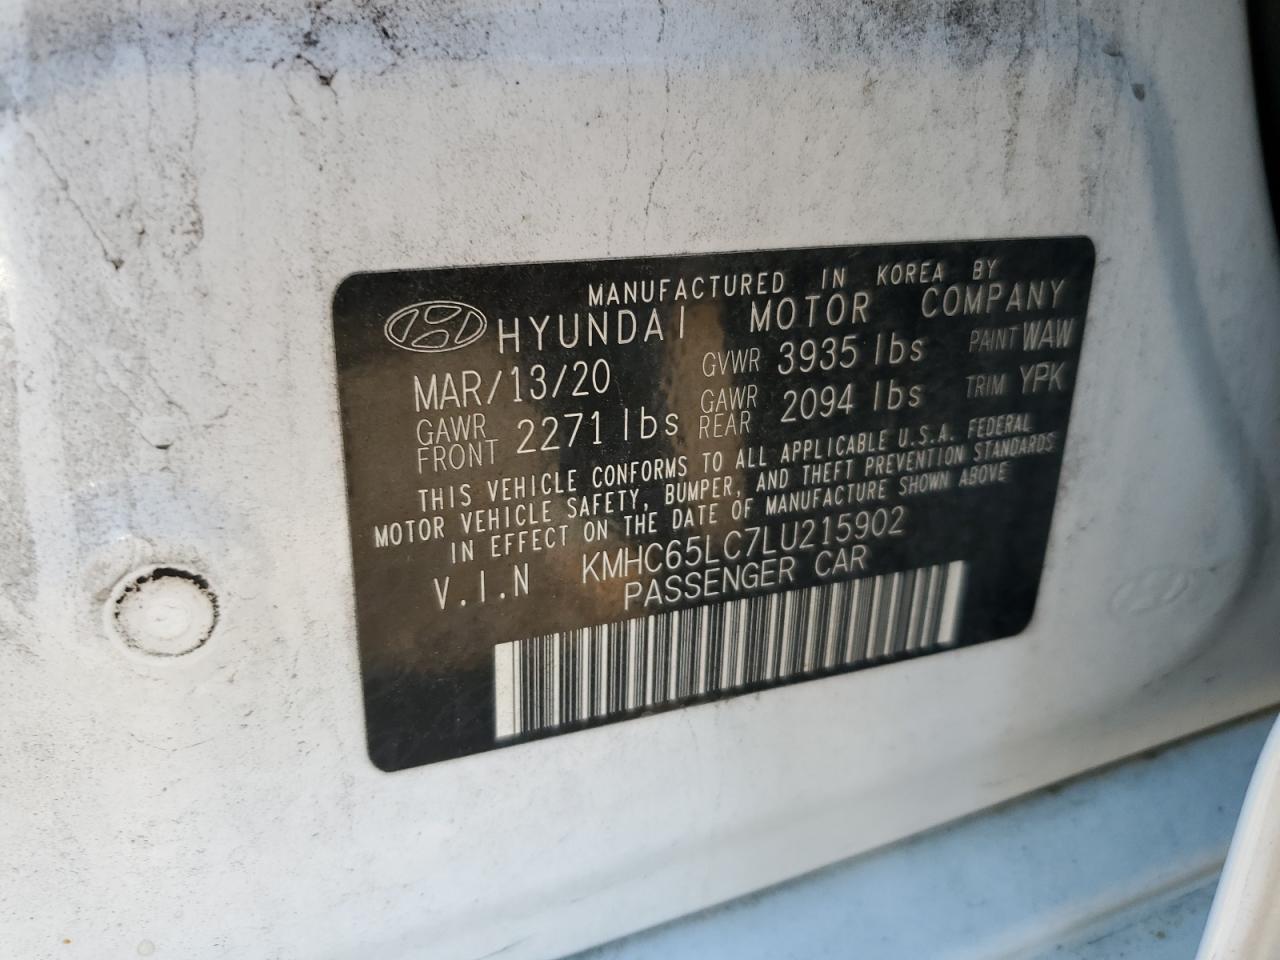 MANUFACTURED IN KOREA BY
HYUNDAI MOTOR COMPANY
MAR/13/20 GVWR 3935 lbs PAINT WAW
GAWR FRONT 2271 lbs GAWR REAR 2094 lbs TRIM YPK
THIS VEHICLE CONFORMS TO ALL APPLICABLE U.S.A. FEDERAL
MOTOR VEHICLE SAFETY, BUMPER, AND THEFT PREVENTION STANDARDS
IN EFFECT ON THE DATE OF MANUFACTURE SHOWN ABOVE
V.I.N KMHC65LC7LU215902
PASSENGER CAR